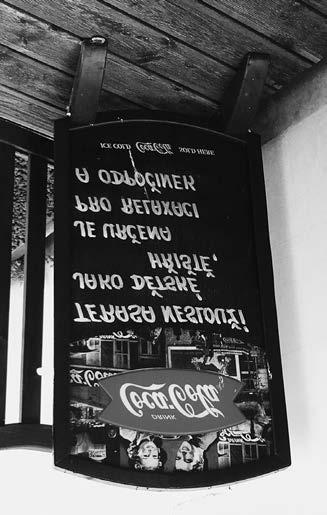 DRINK
Coca-Cola
TERASA NESLOUŽÍ
JAKO DĚTSKÉ
HŘIŠTĚ,
JE URČENA
PRO RELAXACI
A ODPOČINEK
ICE COLD Coca-Cola SOLD HERE